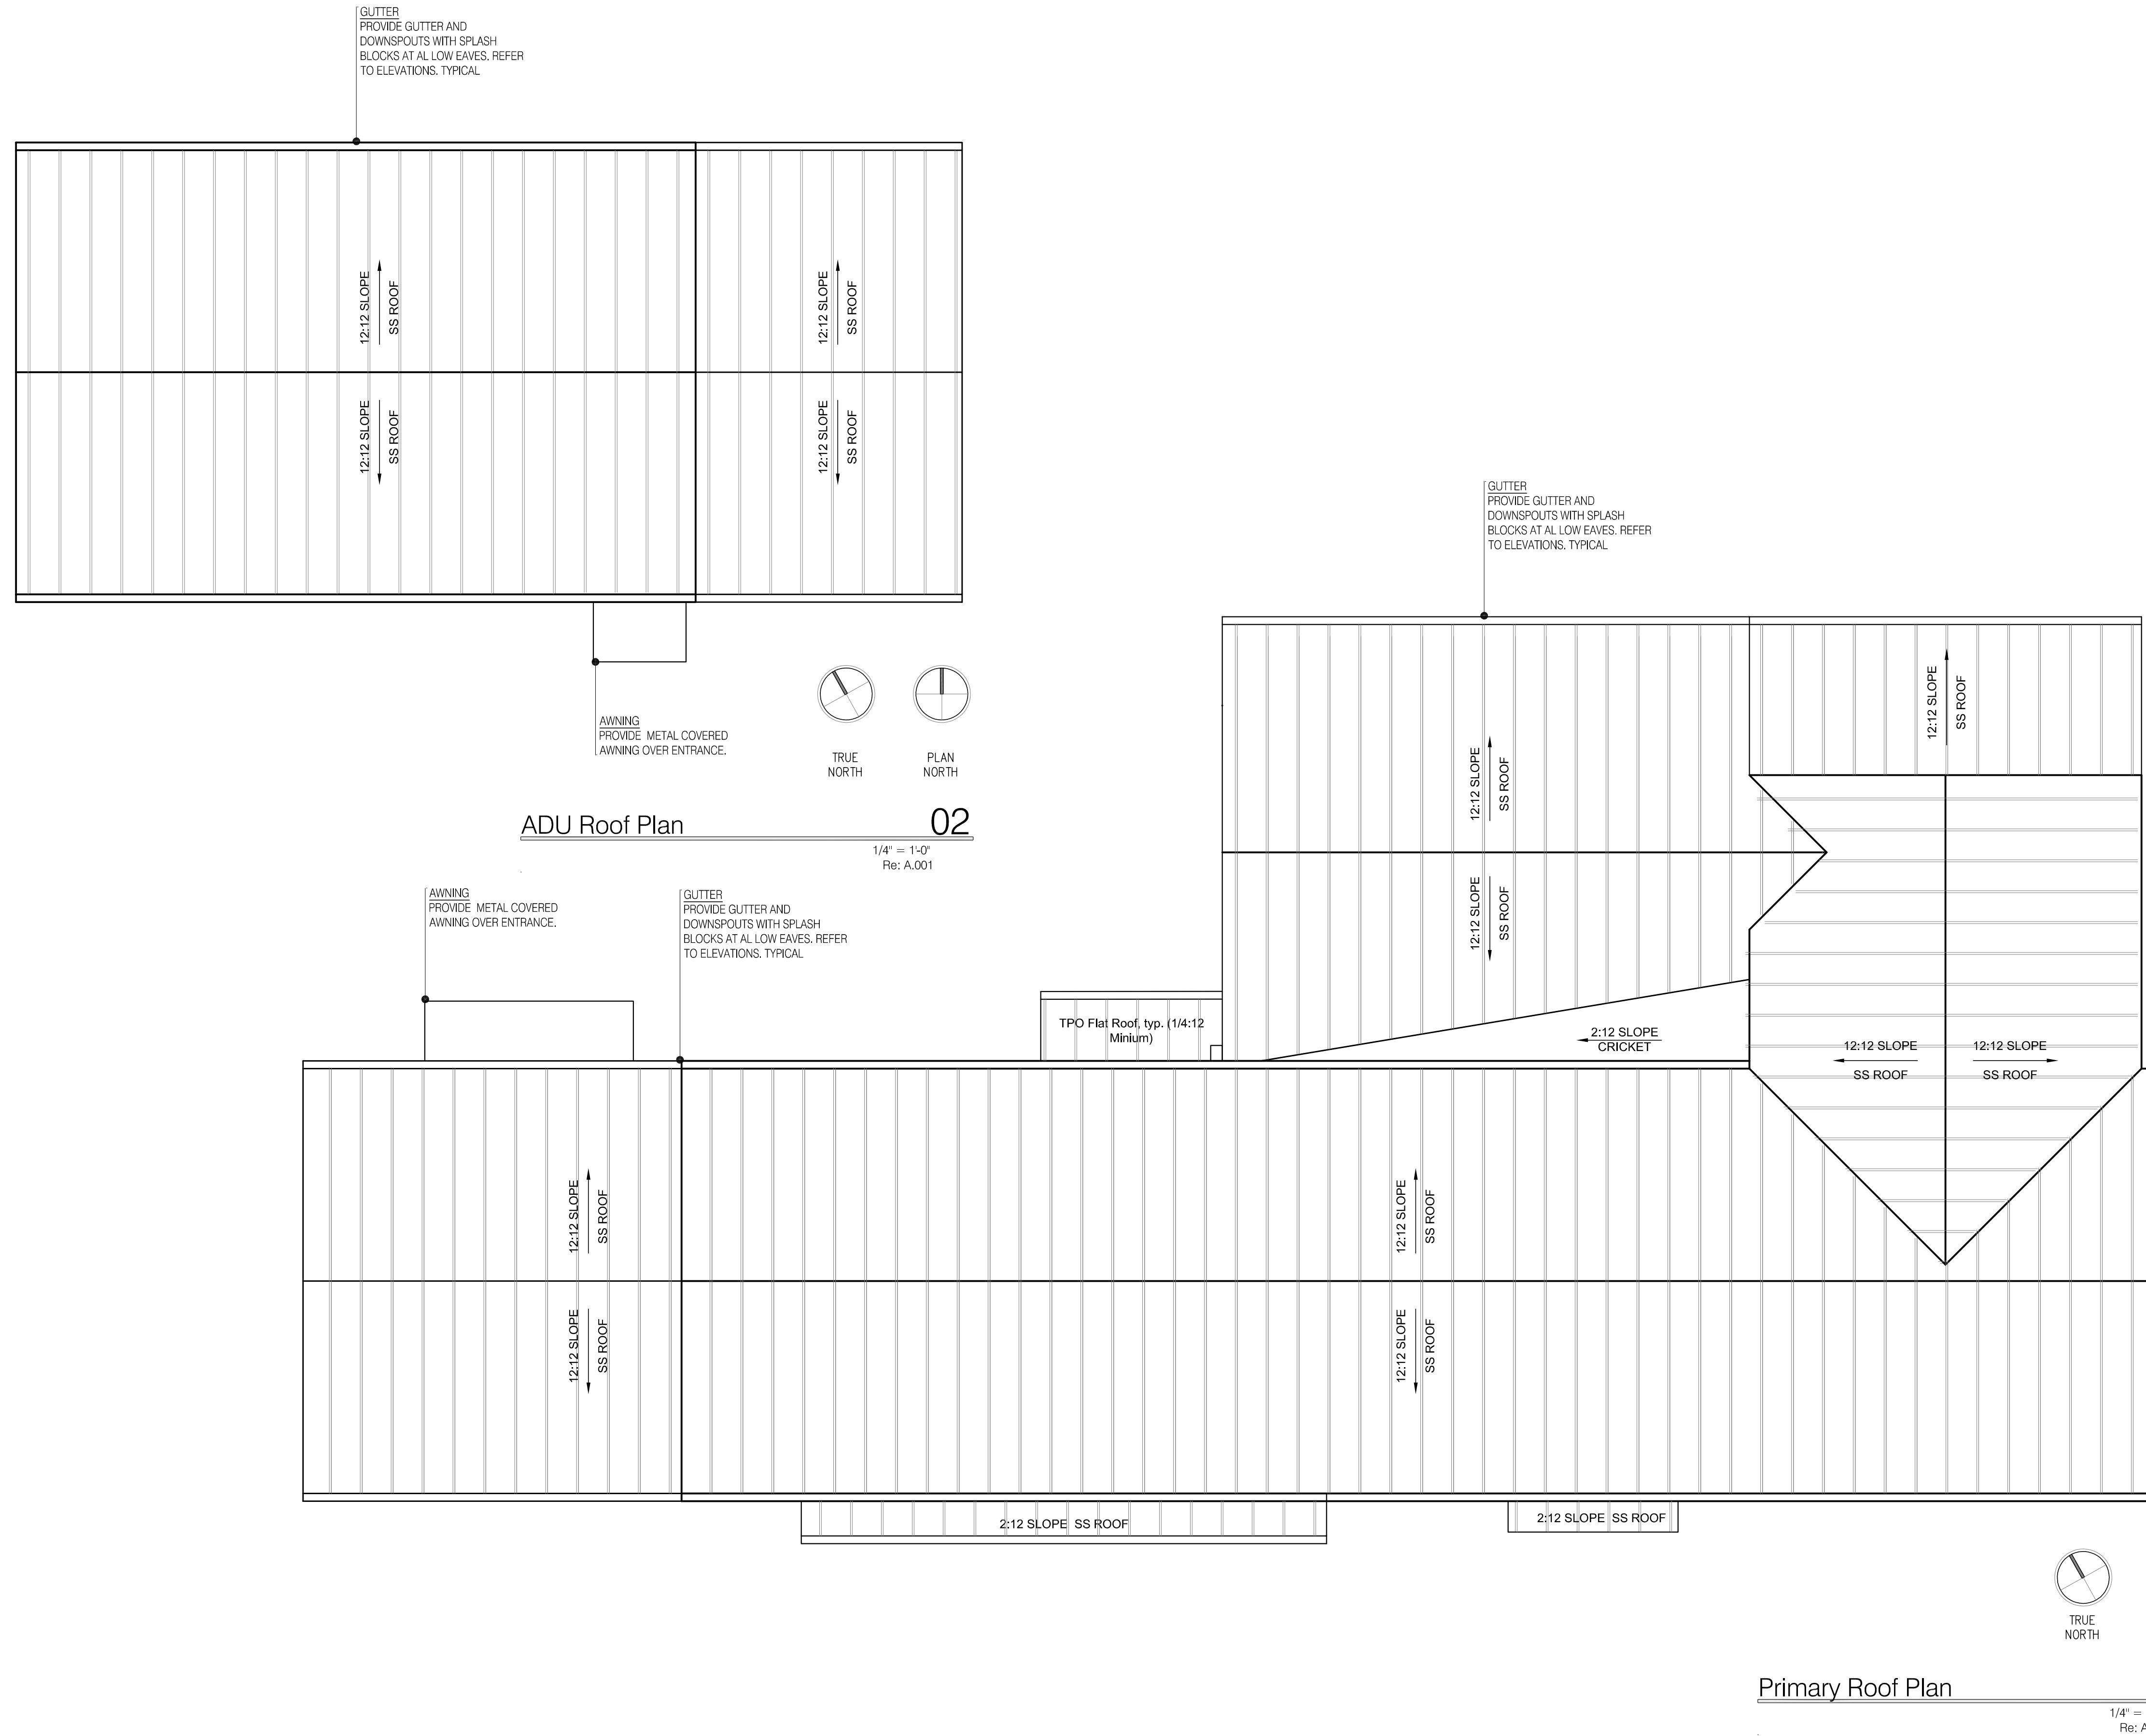 GUTTER
PROVIDE GUTTER AND
DOWNSPOUTS WITH SPLASH
BLOCKS AT AL LOW EAVES. REFER
TO ELEVATIONS. TYPICAL
12:12 SLOPE
SS ROOF
12:12 SLOPE
SS ROOF
12:12 SLOPE
SS ROOF
12:12 SLOPE
SS ROOF
AWNING
PROVIDE METAL COVERED
AWNING OVER ENTRANCE.
TRUE
NORTH
PLAN
NORTH
ADU Roof Plan
02
1/4" = 1'-0"
Re: A.001
GUTTER
PROVIDE GUTTER AND
DOWNSPOUTS WITH SPLASH
BLOCKS AT AL LOW EAVES. REFER
TO ELEVATIONS. TYPICAL
12:12 SLOPE
SS ROOF
12:12 SLOPE
SS ROOF
12:12 SLOPE
SS ROOF
AWNING
PROVIDE METAL COVERED
AWNING OVER ENTRANCE.
GUTTER
PROVIDE GUTTER AND
DOWNSPOUTS WITH SPLASH
BLOCKS AT AL LOW EAVES. REFER
TO ELEVATIONS. TYPICAL
TPO Flat Roof, typ. (1/4:12
Minium)
2:12 SLOPE
CRICKET
12:12 SLOPE
SS ROOF
12:12 SLOPE
SS ROOF
12:12 SLOPE
SS ROOF
12:12 SLOPE
SS ROOF
12:12 SLOPE
SS ROOF
12:12 SLOPE
SS ROOF
2:12 SLOPE SS ROOF
2:12 SLOPE SS ROOF
TRUE
NORTH
Primary Roof Plan
1/4" =
Re: A